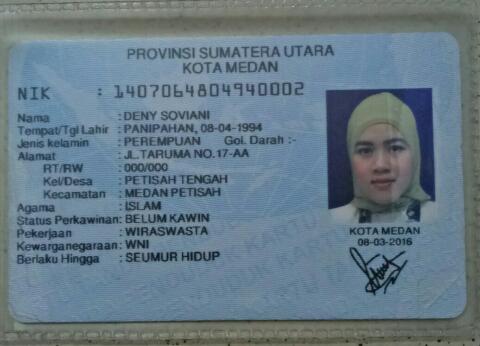 PROVINSI SUMATERA UTARA
KOTA MEDAN
NIK : 1407064804940002
Nama : DENY SOVIANI
Tempat/Tgl Lahir : PANIPAHAN, 08-04-1994
Jenis kelamin : PEREMPUAN Gol. Darah :-
Alamat : JL.TARUMA NO.17-AA
RT/RW : 000/000
Kel/Desa : PETISAH TENGAH
Kecamatan : MEDAN PETISAH
Agama : ISLAM
Status Perkawinan: BELUM KAWIN
Pekerjaan : WIRASWASTA
Kewarganegaraan: WNI
Berlaku Hingga : SEUMUR HIDUP
KOTA MEDAN
08-03-2016